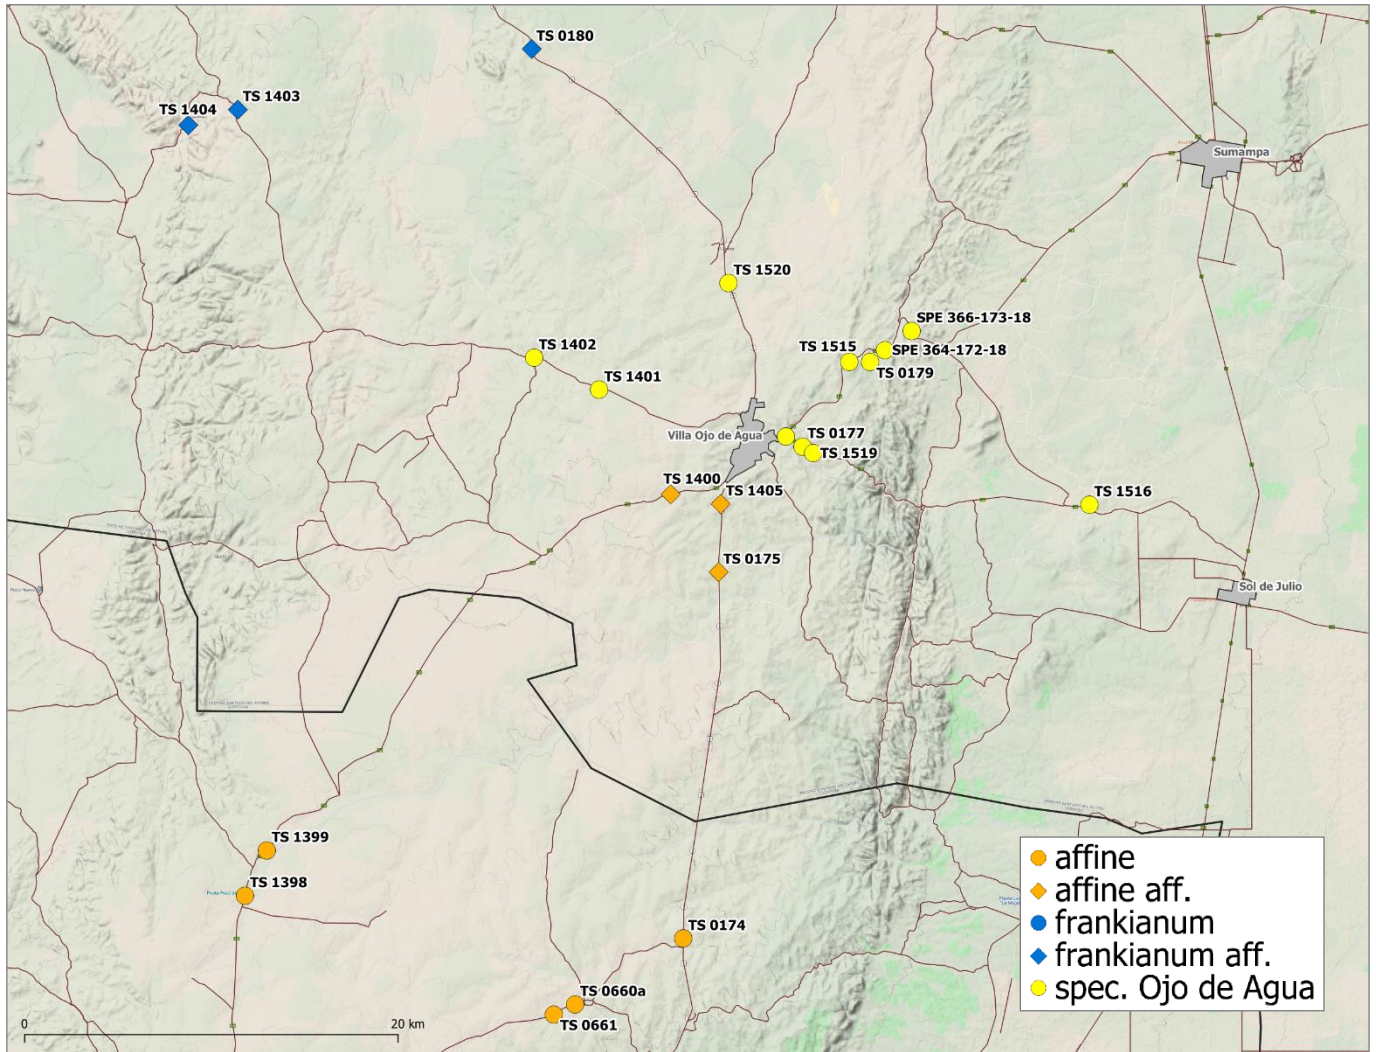 TS 0180
TS 1403
TS 1404
Sumampa
TS 1520
SPE 366-173-18
TS 1402
TS 1515
SPE 364-172-18
TS 0179
TS 1401
Villa Ojo de Agua
TS 0177
TS 1519
TS 1400
TS 1405
TS 1516
TS 0175
Sol de Julio
TS 1399
TS 1398
TS 0174
TS 0660a
TS 0661
affine
affine aff.
frankianum
frankianum aff.
spec. Ojo de Agua
0
20 km